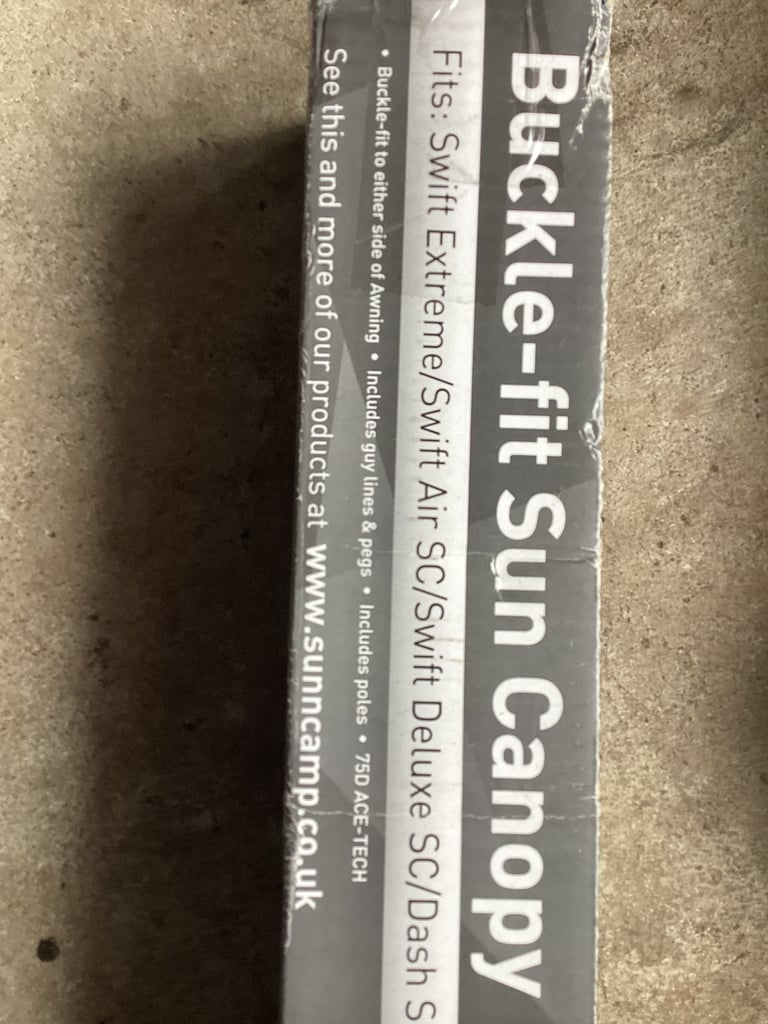 Buckle-fit Sun Canopy
Fits: Swift Extreme/Swift Air SC/Swift Deluxe SC/Dash S
• Buckle-fit to either side of Awning • Includes guy lines & pegs • Includes poles • 75D ACE-TECH
See this and more of our products at www.sunncamp.co.uk